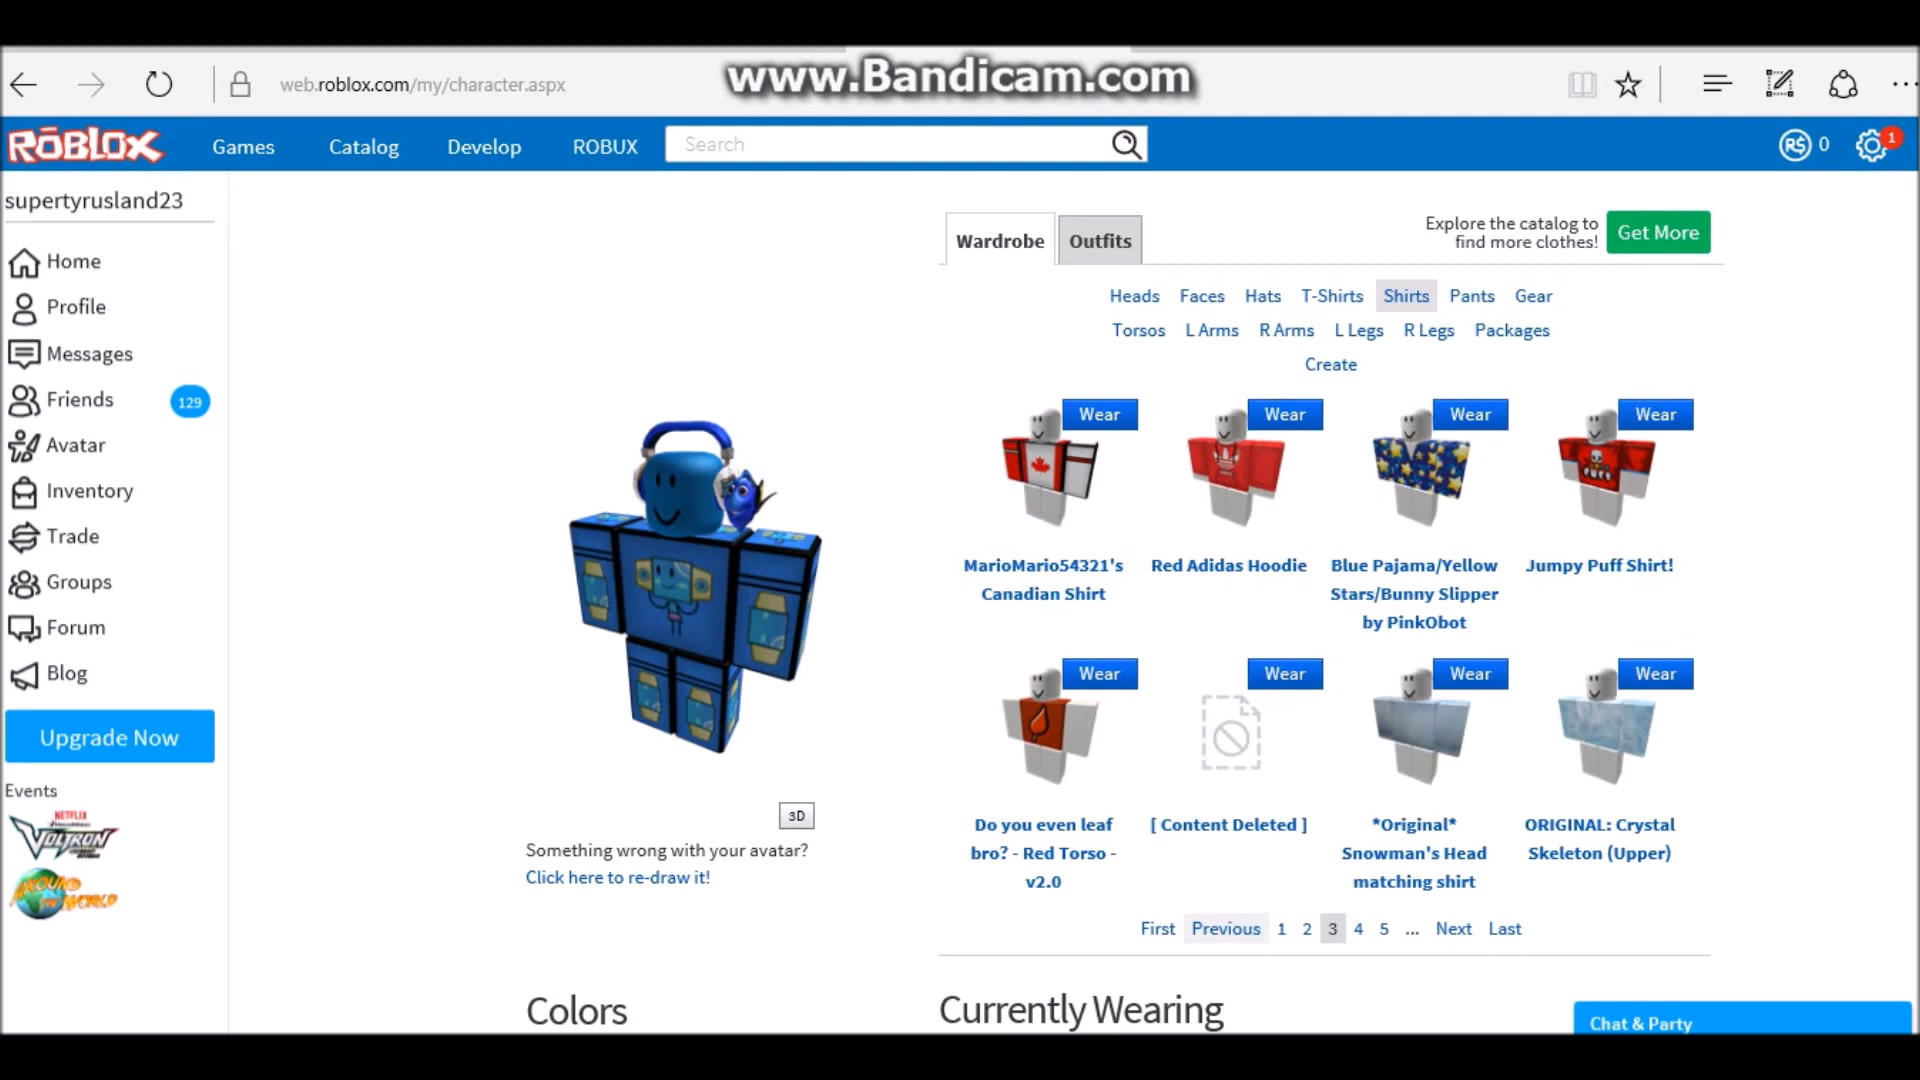 www.Bandicam.com
web.roblox.com/my/character.aspx
ROBLOX
Games
Catalog
Develop
ROBUX
Search
R$ 0
1
supertyrusland23
Home
Profile
Messages
Friends
129
Avatar
Inventory
Trade
Groups
Forum
Blog
Upgrade Now
Events
NETFLIX
VOLTRON
AROUND THE WORLD
3D
Something wrong with your avatar?
Click here to re-draw it!
Colors
Wardrobe
Outfits
Explore the catalog to
find more clothes!
Get More
Heads Faces Hats T-Shirts Shirts Pants Gear
Torsos L Arms R Arms L Legs R Legs Packages
Create
Wear
Wear
Wear
Wear
MarioMario54321's
Canadian Shirt
Red Adidas Hoodie
Blue Pajama/Yellow
Stars/Bunny Slipper
by PinkObot
Jumpy Puff Shirt!
Wear
Wear
Wear
Wear
Do you even leaf
bro? - Red Torso -
v2.0
[ Content Deleted ]
*Original*
Snowman's Head
matching shirt
ORIGINAL: Crystal
Skeleton (Upper)
First Previous 1 2 3 4 5 ... Next Last
Currently Wearing
Chat & Party